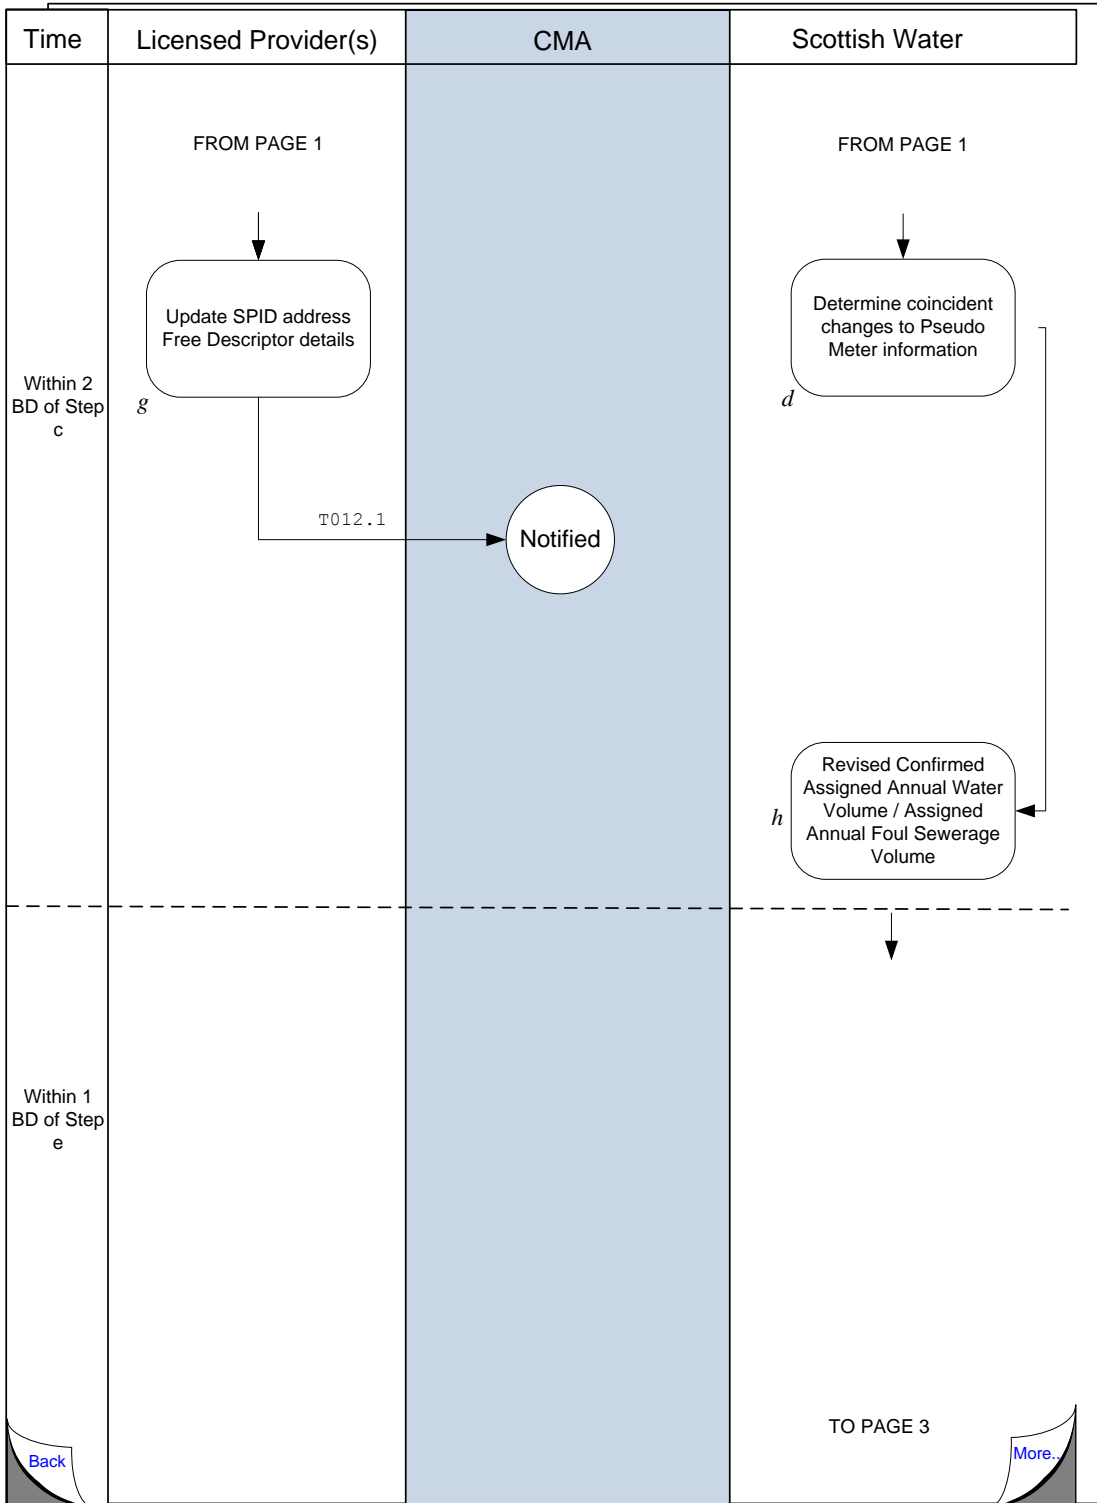 Time
Licensed Provider(s)
CMA
Scottish Water
FROM PAGE 1
FROM PAGE 1
Update SPID address
Free Descriptor details
g
Determine coincident
changes to Pseudo
Meter information
d
Within 2
BD of Step
c
T012.1
Notified
Revised Confirmed
Assigned Annual Water
Volume / Assigned
Annual Foul Sewerage
Volume
h
Within 1
BD of Step
e
TO PAGE 3
Back
More..